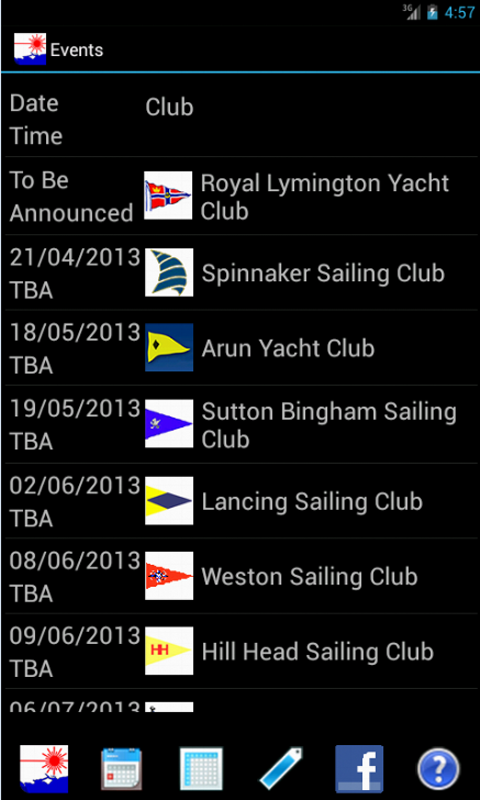 3G 4:57
Events
Date Club
Time
To Be Royal Lymington Yacht
Announced Club
21/04/2013 Spinnaker Sailing Club
TBA
18/05/2013 Arun Yacht Club
TBA
19/05/2013 Sutton Bingham Sailing
TBA Club
02/06/2013 Lancing Sailing Club
TBA
08/06/2013 Weston Sailing Club
TBA
09/06/2013 HH Hill Head Sailing Club
TBA
06/07/2013
f ?